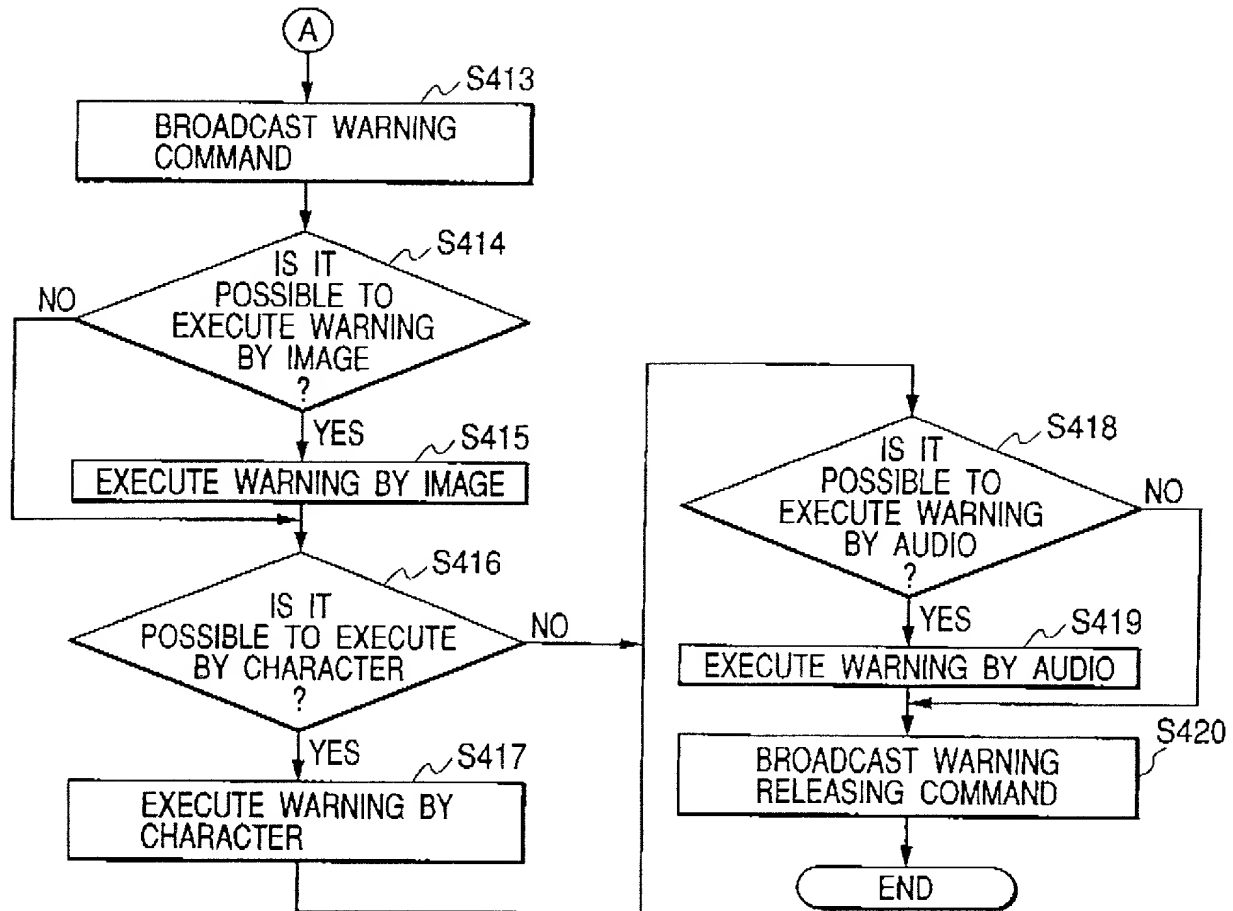 A
S413
BROADCAST WARNING
COMMAND
S414
IS IT
POSSIBLE TO
EXECUTE WARNING
BY IMAGE
?
NO
YES
S415
EXECUTE WARNING BY IMAGE
S416
IS IT
POSSIBLE TO EXECUTE
BY CHARACTER
?
NO
YES
S417
EXECUTE WARNING BY
CHARACTER
S418
IS IT
POSSIBLE TO
EXECUTE WARNING
BY AUDIO
?
NO
YES
S419
EXECUTE WARNING BY AUDIO
S420
BROADCAST WARNING
RELEASING COMMAND
END